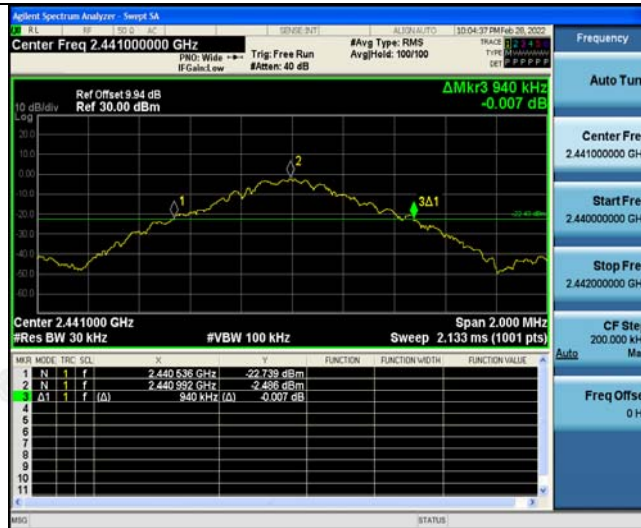 Agilent Spectrum Analyzer - Swept SA
RL RF 50 Ω AC SENSE:INT ALIGN AUTO 10:04:37 PM Feb 28, 2022
Center Freq 2.441000000 GHz
#Avg Type: RMS
Avg|Hold: 100/100
PNO: Wide
IFGain:Low
Trig: Free Run
#Atten: 40 dB
TRACE 1 2 3 4 5 6
TYPE
DET P P P P P P
ΔMkr3 940 kHz
-0.007 dB
Ref Offset 9.94 dB
Ref 30.00 dBm
10 dB/div
Log
20.0
10.0
0.00
-10.0
-20.0
-30.0
-40.0
-50.0
-60.0
1
2
3Δ1
Center 2.441000 GHz
Span 2.000 MHz
#Res BW 30 kHz
#VBW 100 kHz
Sweep 2.133 ms (1001 pts)
MKR MODE TRC SCL X Y FUNCTION FUNCTION WIDTH FUNCTION VALUE
1 N 1 f 2.440 536 GHz -22.739 dBm
2 N 1 f 2.440 992 GHz -2.486 dBm
3 Δ1 1 f (Δ) 940 kHz (Δ) -0.007 dB
4
5
6
7
8
9
10
11
MSG
STATUS
Frequency
Auto Tun
Center Fre
2.441000000 GH
Start Fre
2.440000000 GH
Stop Fre
2.442000000 GH
CF Ste
200.000 kH
Auto Ma
Freq Offse
0 H